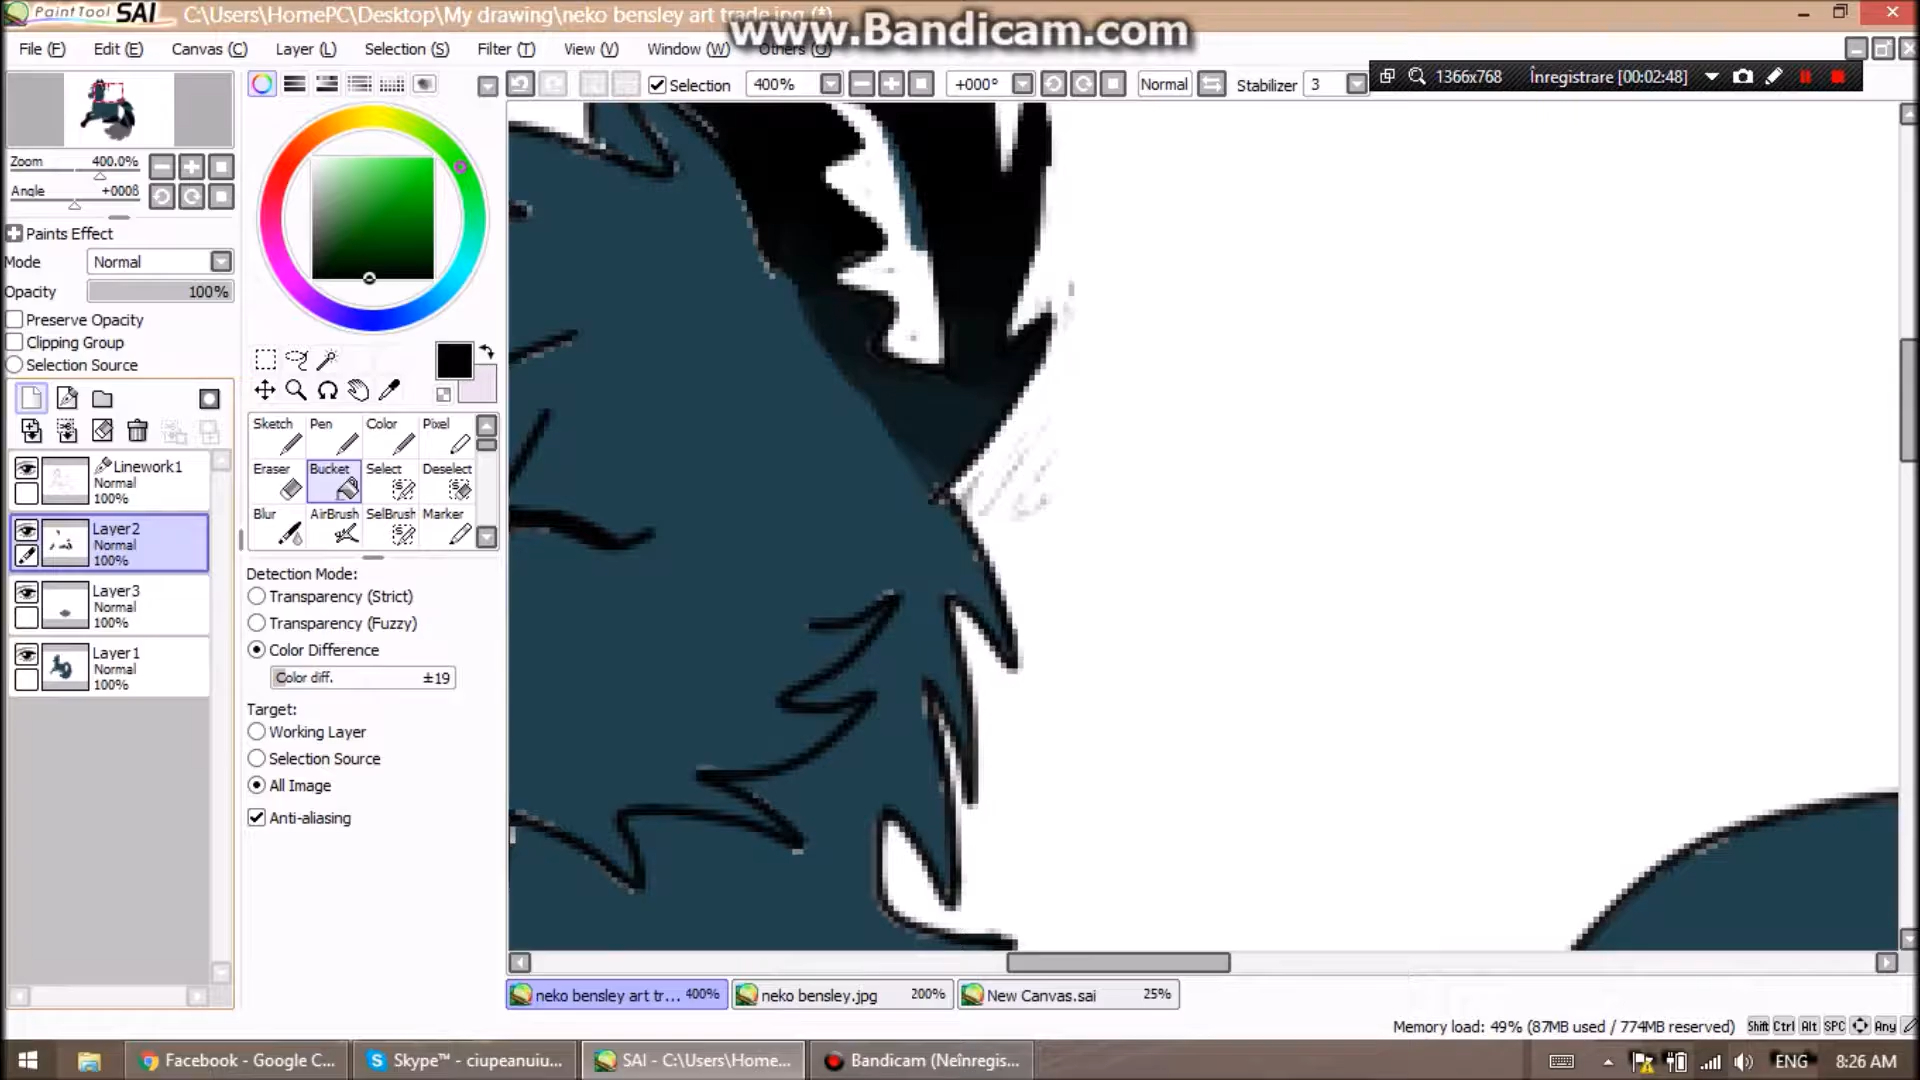 PaintTool SAI C:\Users\HomePC\Desktop\My drawing\neko bensley art trade.jpg (*)
www.Bandicam.com
File (F) Edit (E) Canvas (C) Layer (L) Selection (S) Filter (T) View (V) Window (W) Others (O)
Selection 400% +000° Normal Stabilizer 3
1366x768 Înregistrare [00:02:48]
Zoom 400.0%
Angle
Paints Effect
Mode Normal
Opacity 100%
Preserve Opacity
Clipping Group
Selection Source
Linework1
Normal
100%
Layer2
Normal
100%
Layer3
Normal
100%
Layer1
Normal
100%
Sketch Pen Color Pixel
Eraser Bucket Select Deselect
Blur AirBrush SelBrush Marker
Detection Mode:
Transparency (Strict)
Transparency (Fuzzy)
Color Difference
Color diff. ±19
Target:
Working Layer
Selection Source
All Image
Anti-aliasing
neko bensley art tr... 400% neko bensley.jpg 200% New Canvas.sai 25%
Memory load: 49% (87MB used / 774MB reserved) Shift Ctrl Alt SPC Any
Facebook - Google C... Skype™ - ciupeanuiu... SAI - C:\Users\Home... Bandicam (Neînregis... ENG 8:26 AM